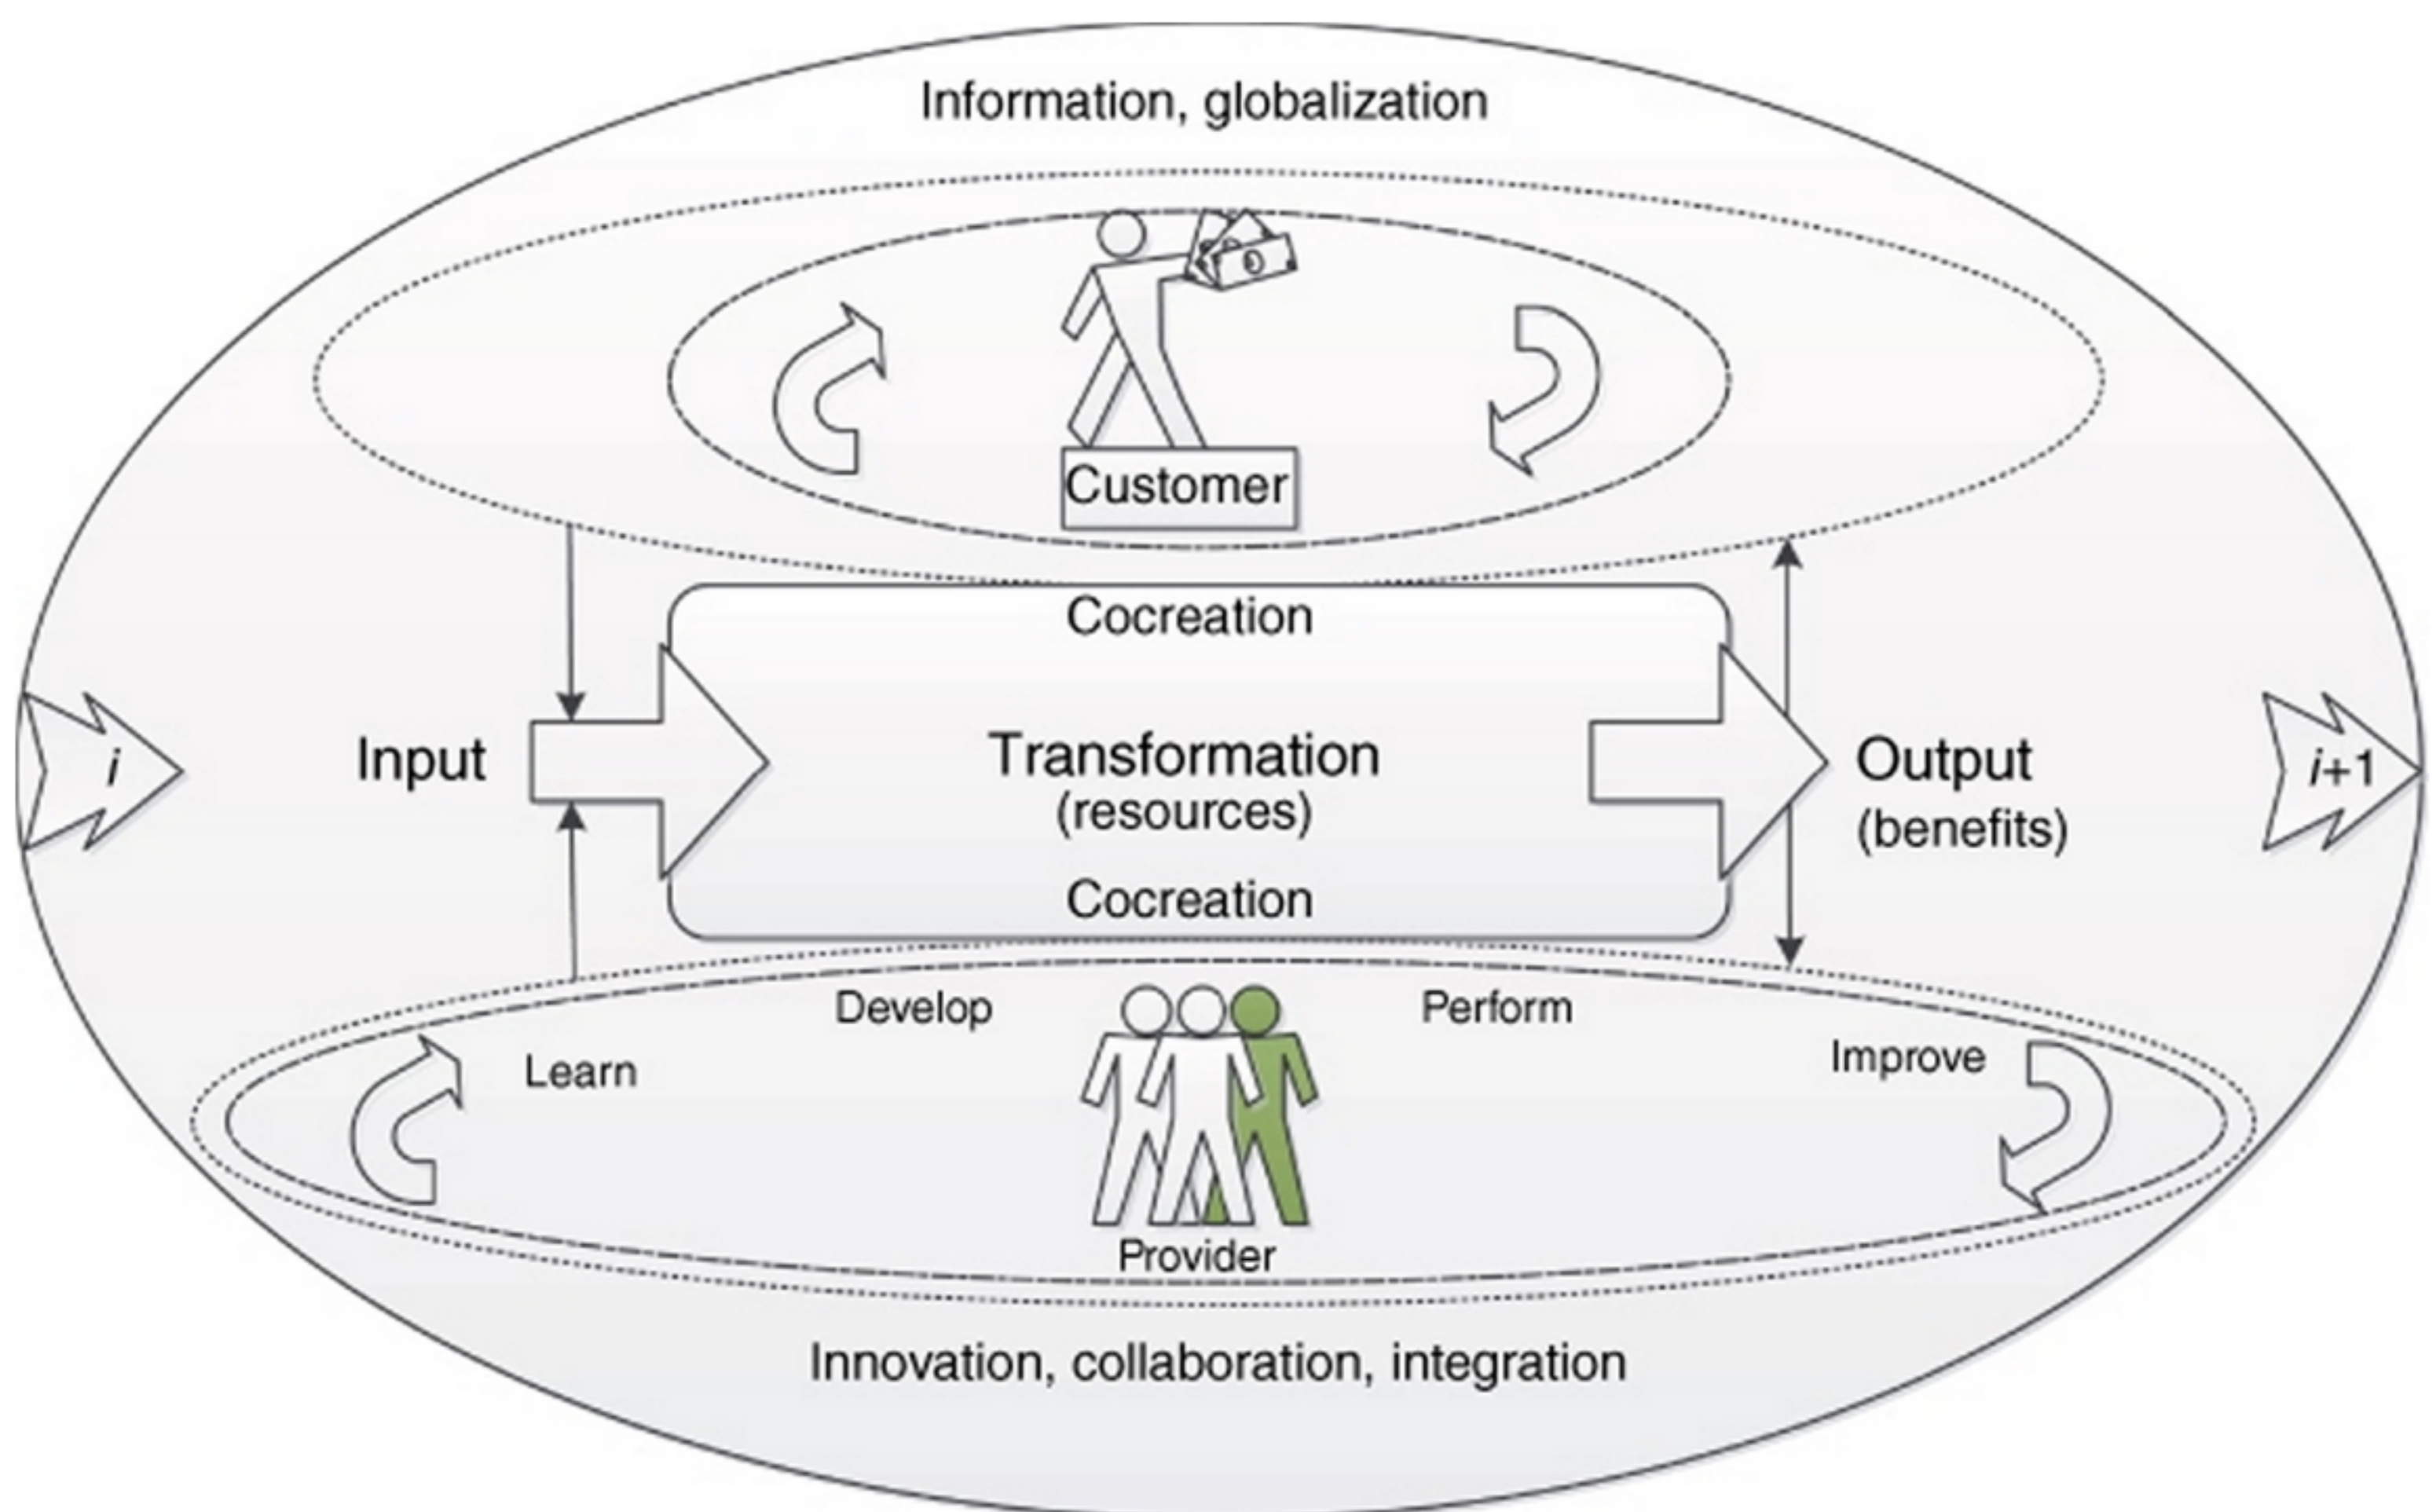 Information, globalization
Customer
Cocreation
i
Input
Transformation
(resources)
Output
(benefits)
i+1
Cocreation
Develop
Perform
Learn
Improve
Provider
Innovation, collaboration, integration